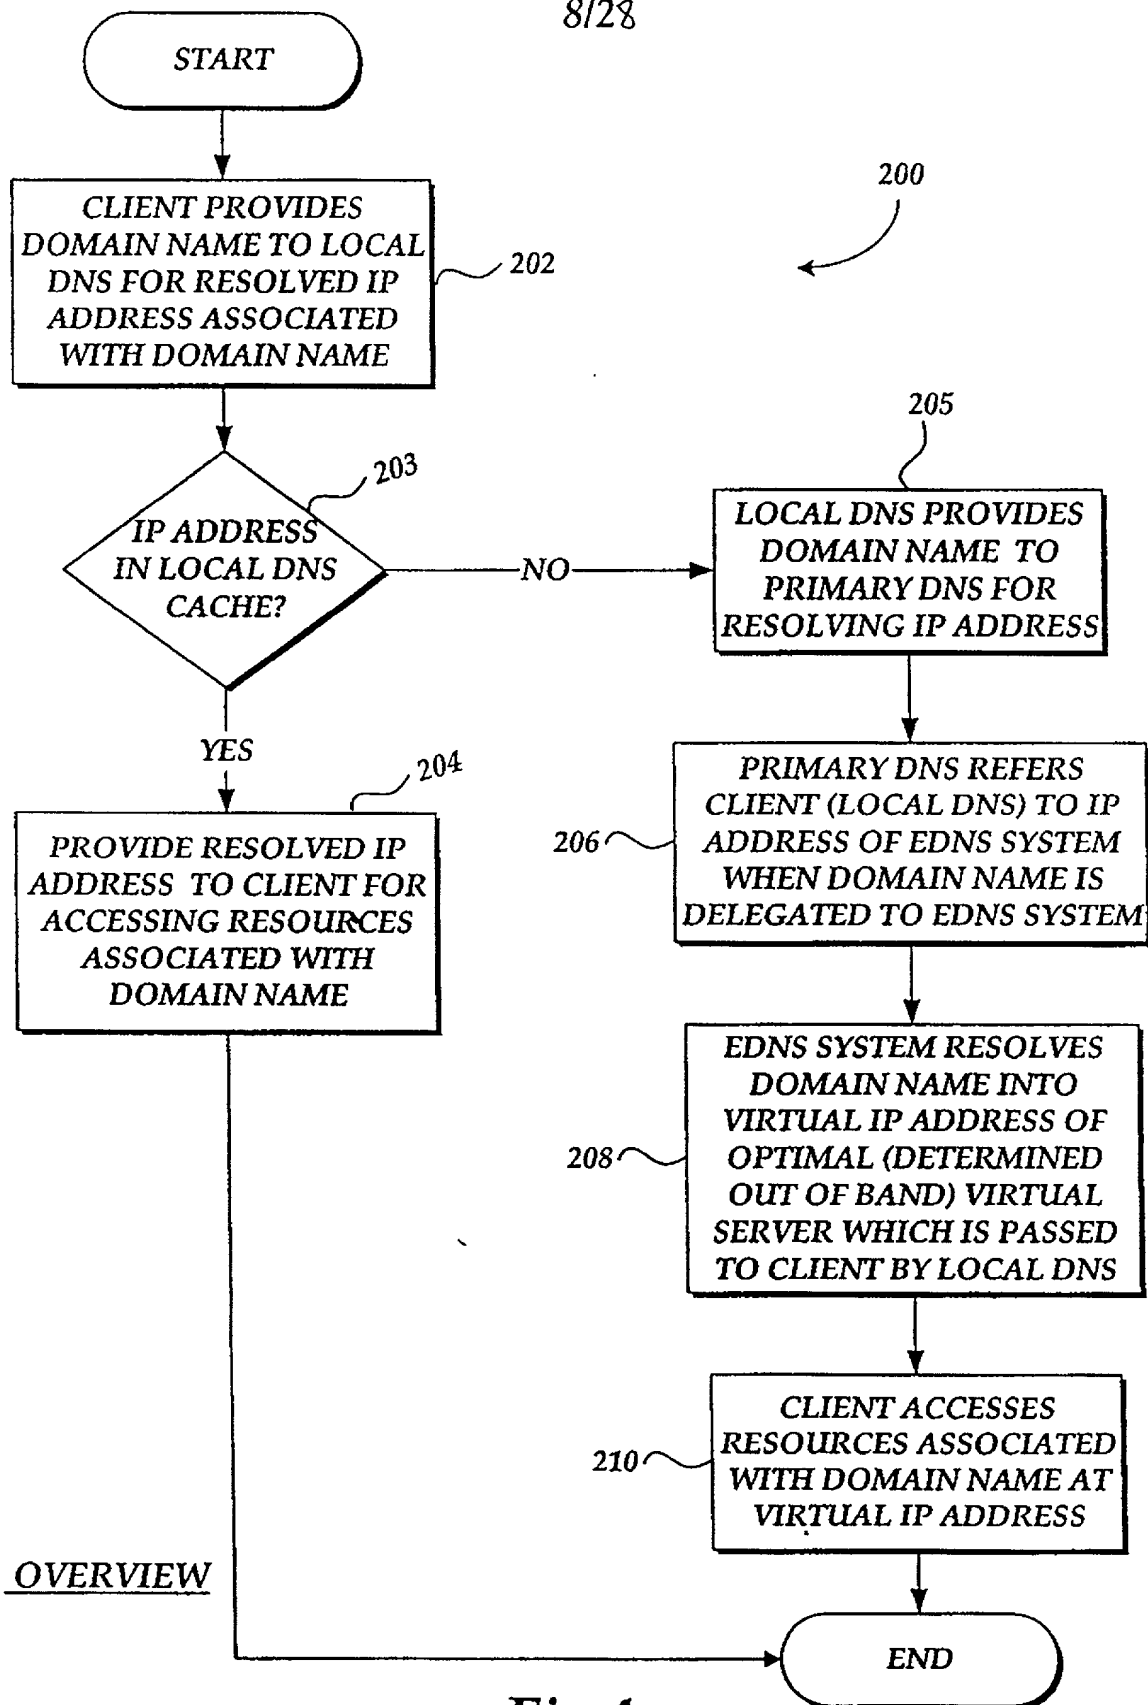 8/28
START
200
CLIENT PROVIDES
DOMAIN NAME TO LOCAL
DNS FOR RESOLVED IP
ADDRESS ASSOCIATED
WITH DOMAIN NAME
202
203
IP ADDRESS
IN LOCAL DNS
CACHE?
NO
205
LOCAL DNS PROVIDES
DOMAIN NAME TO
PRIMARY DNS FOR
RESOLVING IP ADDRESS
YES
204
PROVIDE RESOLVED IP
ADDRESS TO CLIENT FOR
ACCESSING RESOURCES
ASSOCIATED WITH
DOMAIN NAME
206
PRIMARY DNS REFERS
CLIENT (LOCAL DNS) TO IP
ADDRESS OF EDNS SYSTEM
WHEN DOMAIN NAME IS
DELEGATED TO EDNS SYSTEM
208
EDNS SYSTEM RESOLVES
DOMAIN NAME INTO
VIRTUAL IP ADDRESS OF
OPTIMAL (DETERMINED
OUT OF BAND) VIRTUAL
SERVER WHICH IS PASSED
TO CLIENT BY LOCAL DNS
210
CLIENT ACCESSES
RESOURCES ASSOCIATED
WITH DOMAIN NAME AT
VIRTUAL IP ADDRESS
OVERVIEW
END